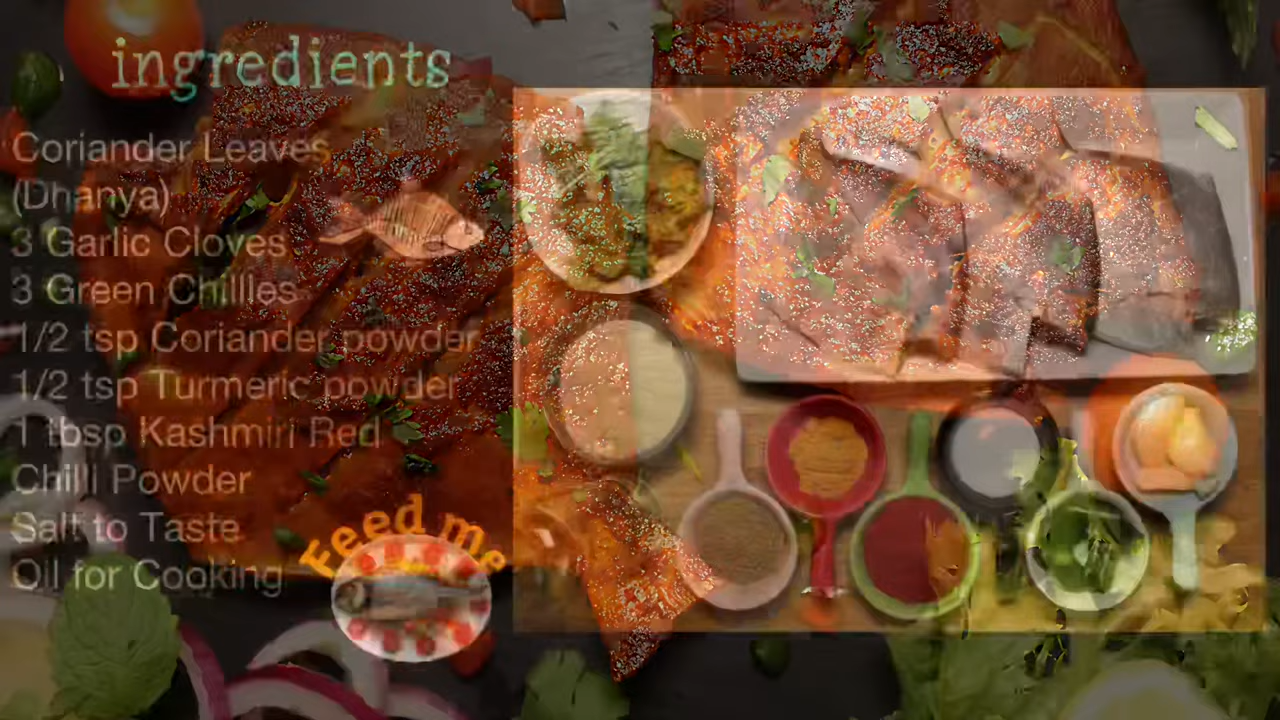 ingredients
Coriander Leaves
(Dhanya)
3 Garlic Cloves
3 Green Chillies
1/2 tsp Coriander powder
1/2 tsp Turmeric powder
1 tbsp Kashmiri Red
Chilli Powder
Salt to Taste
Oil for Cooking
Feed me